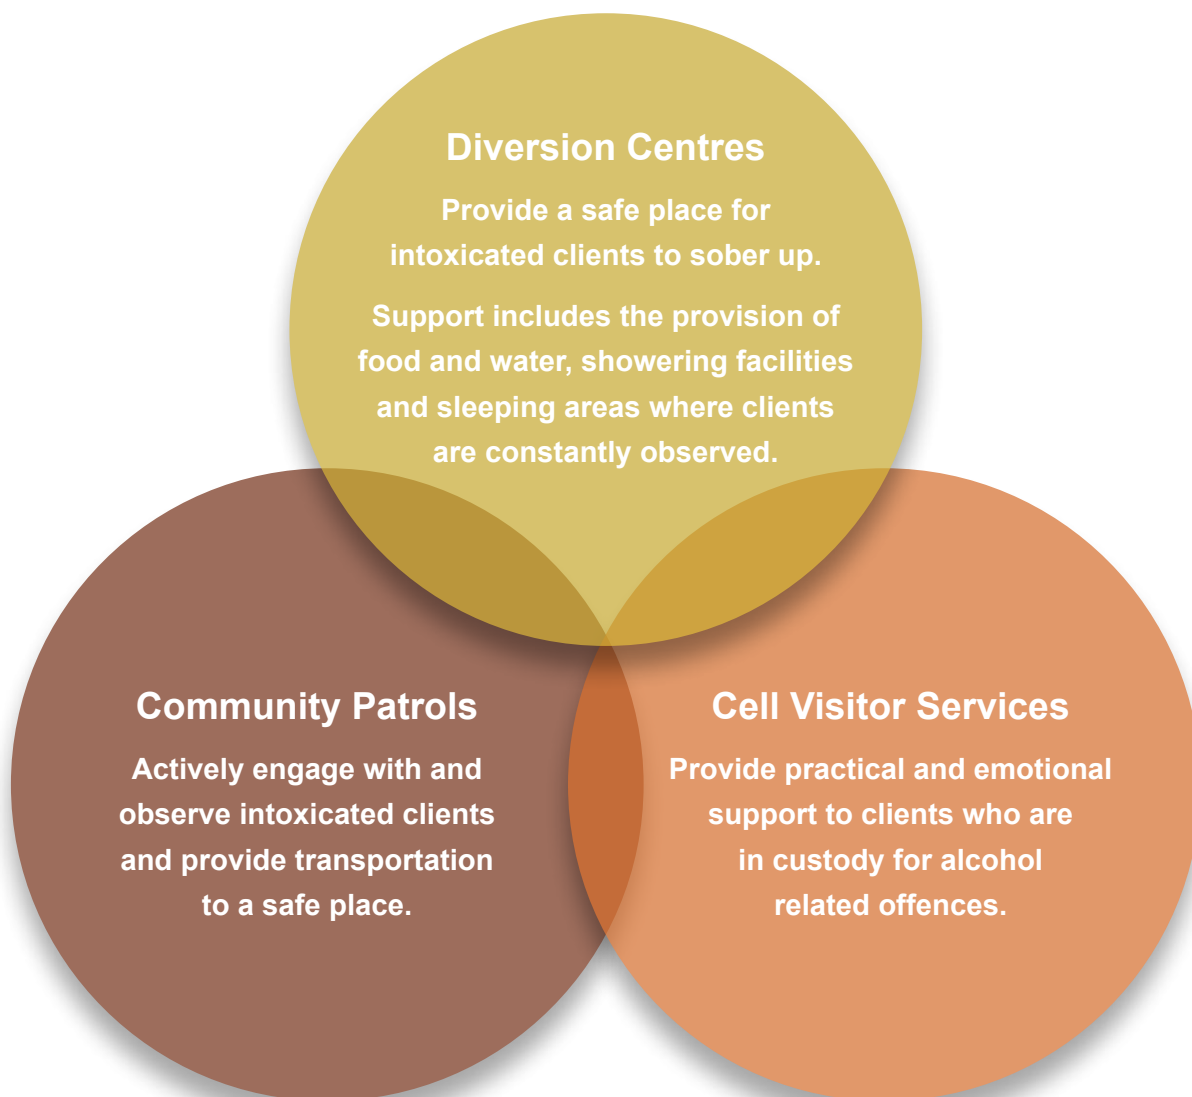 Diversion Centres
Provide a safe place for
intoxicated clients to sober up.
Support includes the provision of
food and water, showering facilities
and sleeping areas where clients
are constantly observed.
Community Patrols
Actively engage with and
observe intoxicated clients
and provide transportation
to a safe place.
Cell Visitor Services
Provide practical and emotional
support to clients who are
in custody for alcohol
related offences.